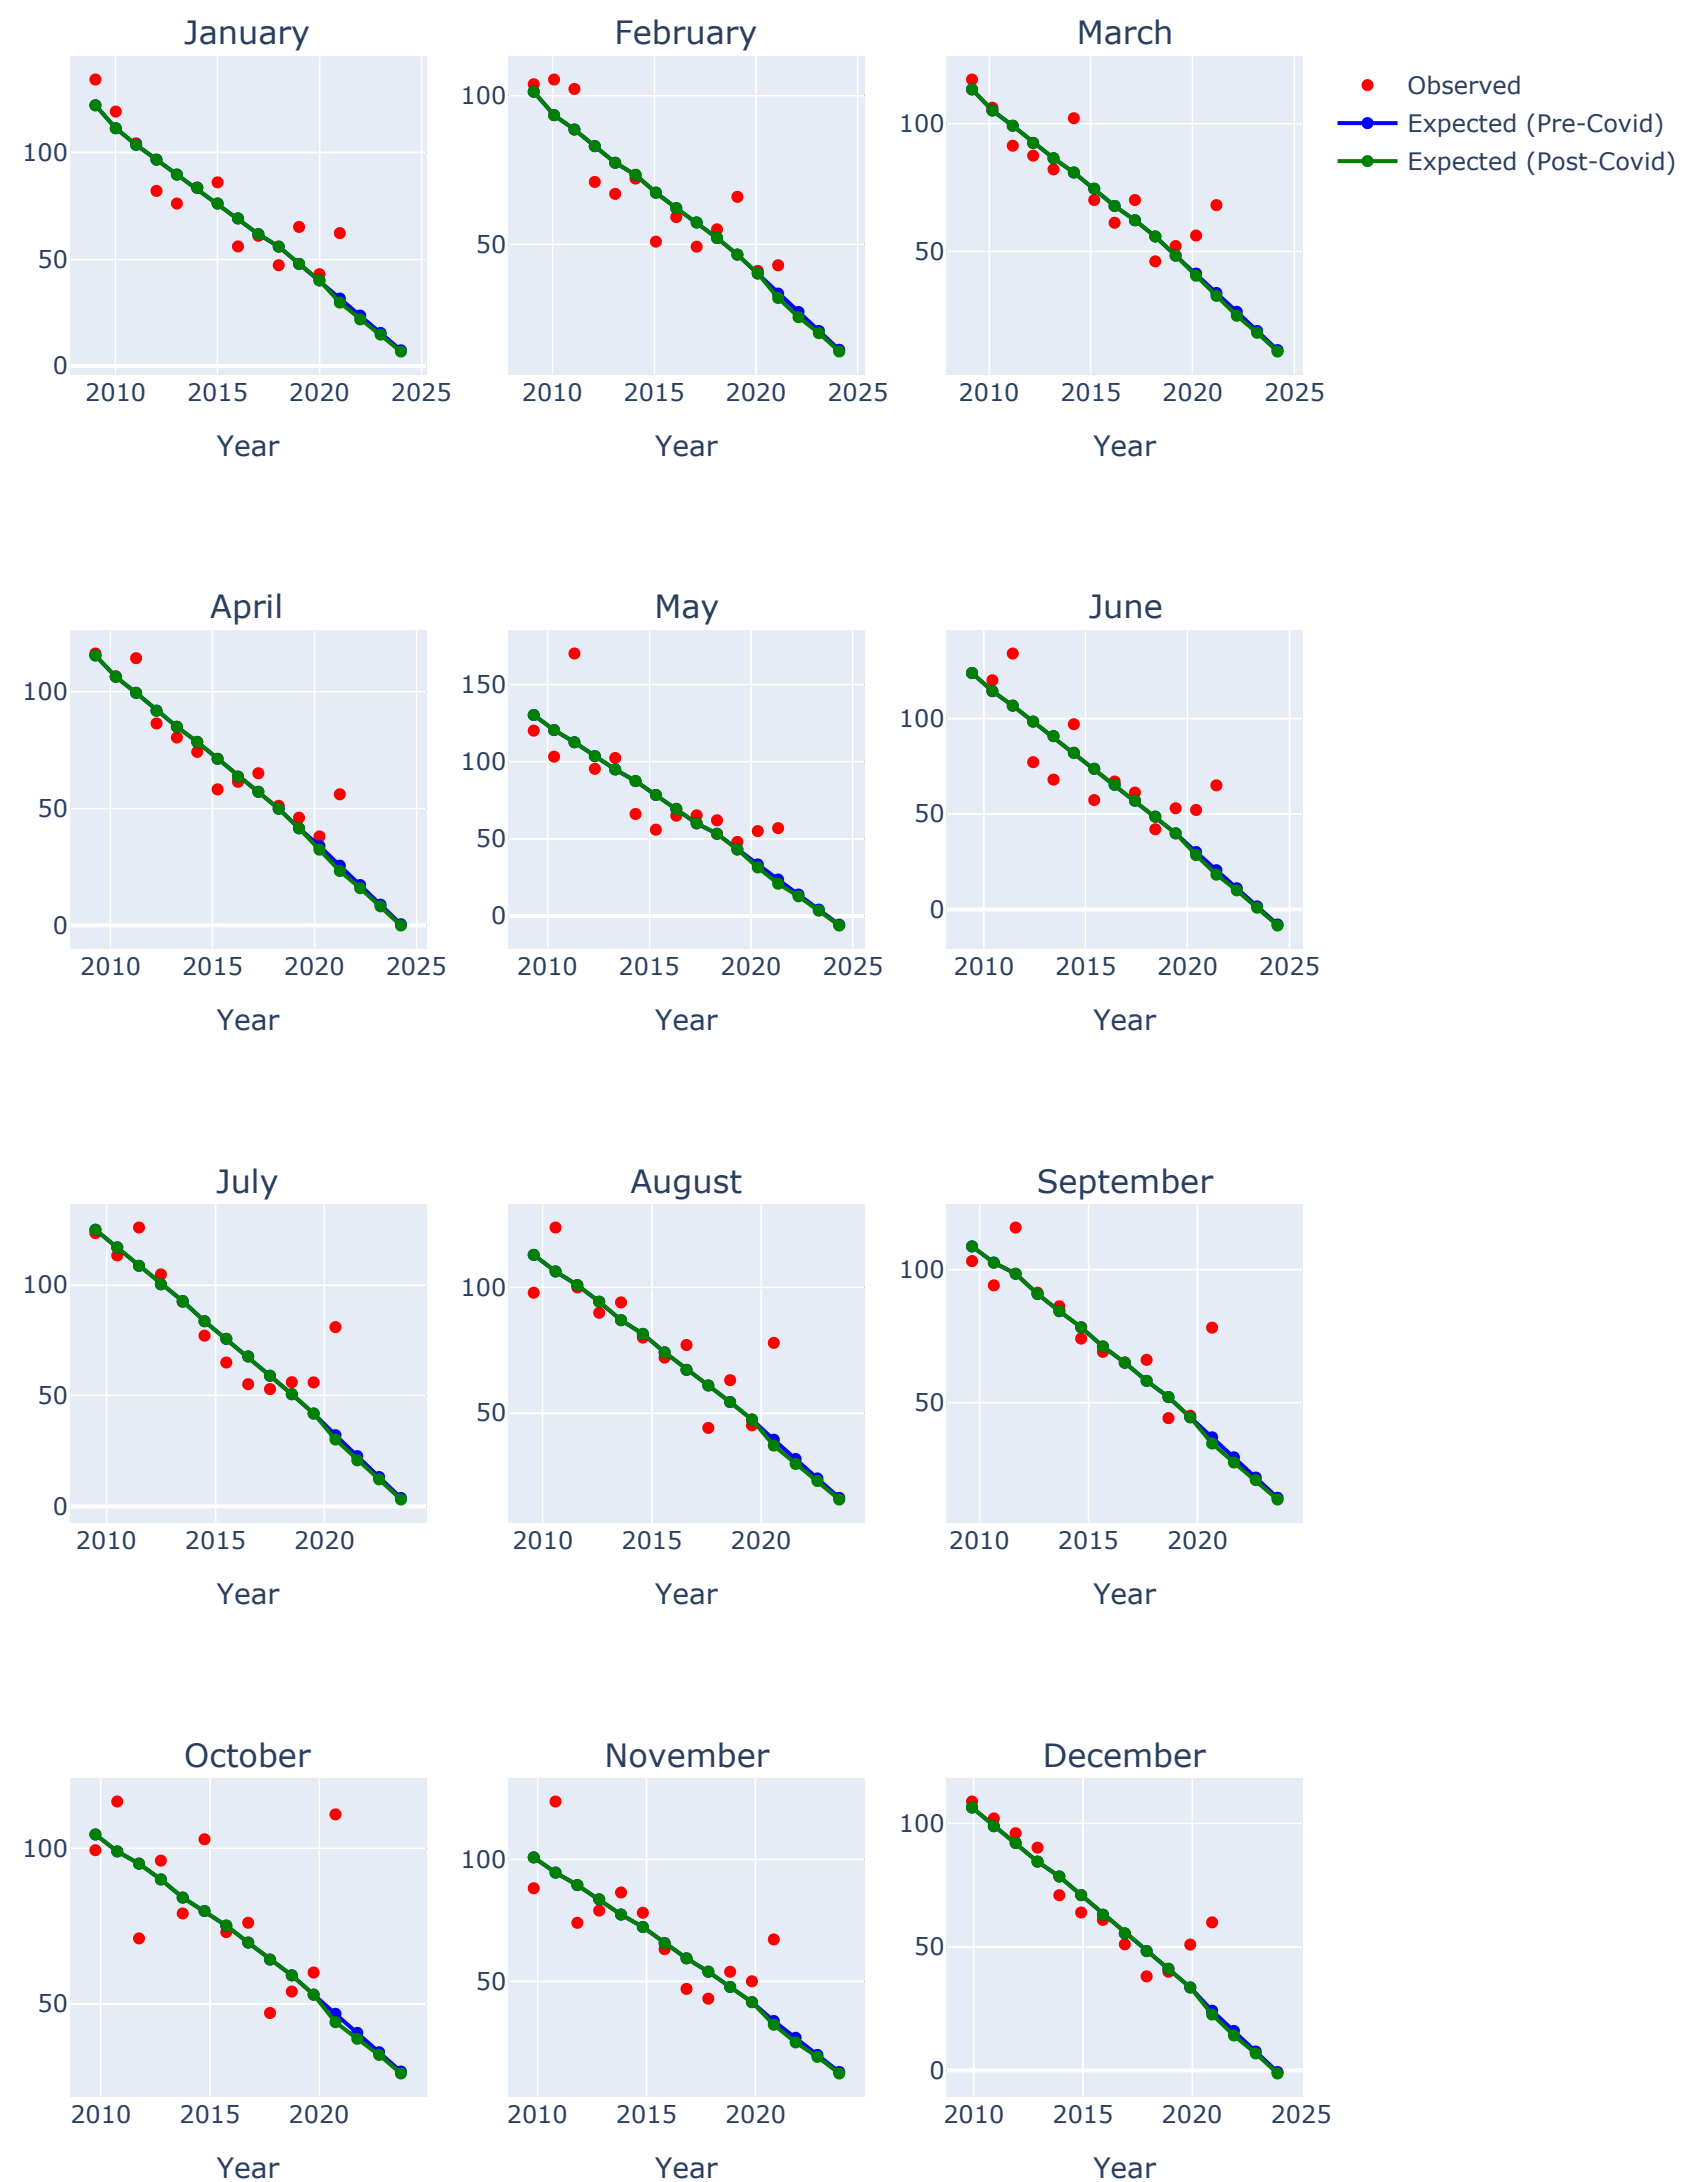 January
February
March
Observed
Expected (Pre-Covid)
Expected (Post-Covid)
100
50
0
2010
2015
2020
2025
Year
100
50
2010
2015
2020
2025
Year
100
50
2010
2015
2020
2025
Year
April
May
June
100
50
0
2010
2015
2020
2025
Year
150
100
50
0
2010
2015
2020
2025
Year
100
50
0
2010
2015
2020
2025
Year
July
August
September
100
50
0
2010
2015
2020
Year
100
50
2010
2015
2020
Year
100
50
2010
2015
2020
Year
October
November
December
100
50
2010
2015
2020
Year
100
50
2010
2015
2020
Year
100
50
0
2010
2015
2020
2025
Year